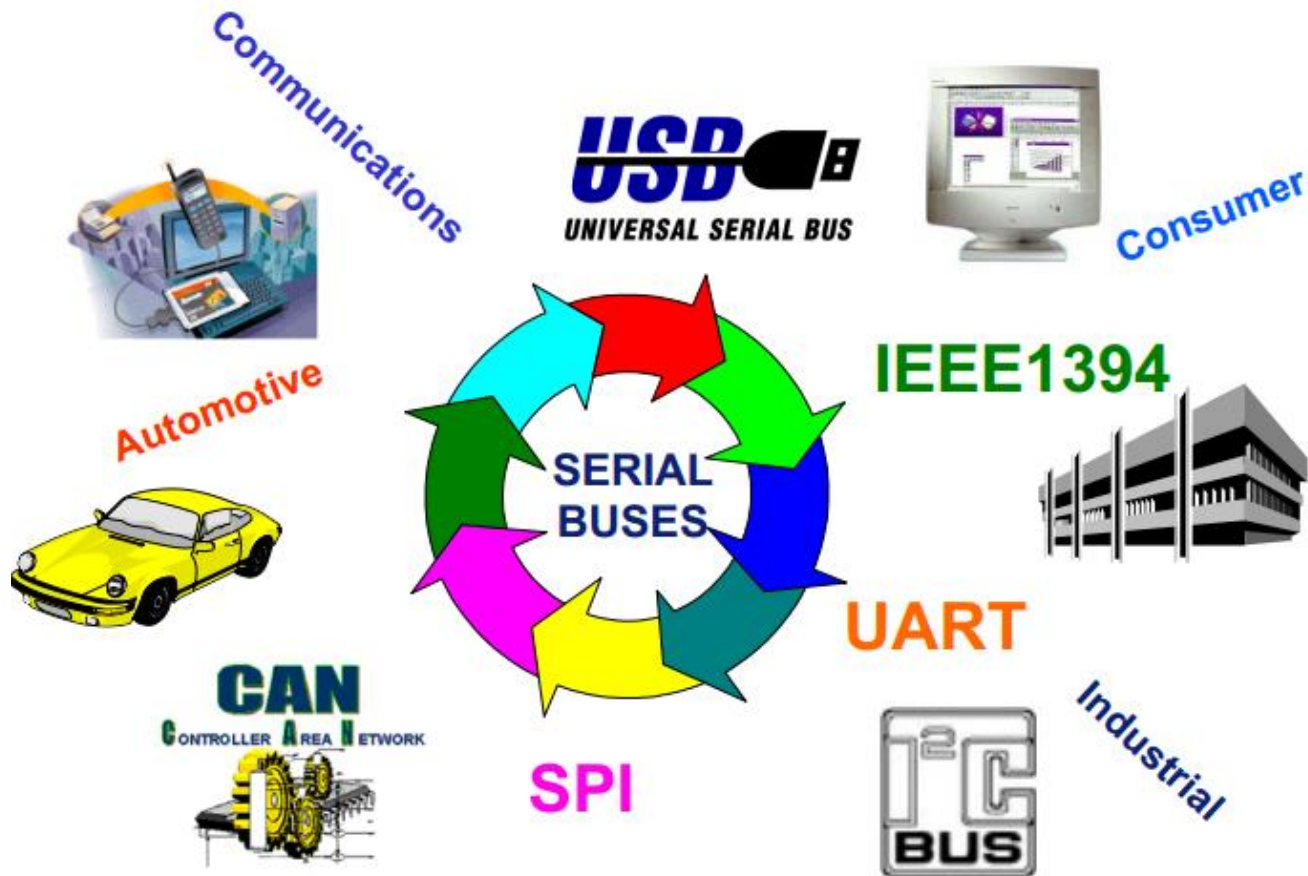 Communications
USB
UNIVERSAL SERIAL BUS
Consumer
IEEE1394
Automotive
SERIAL
BUSES
UART
CAN
CONTROLLER AREA NETWORK
Industrial
SPI
I²C
BUS